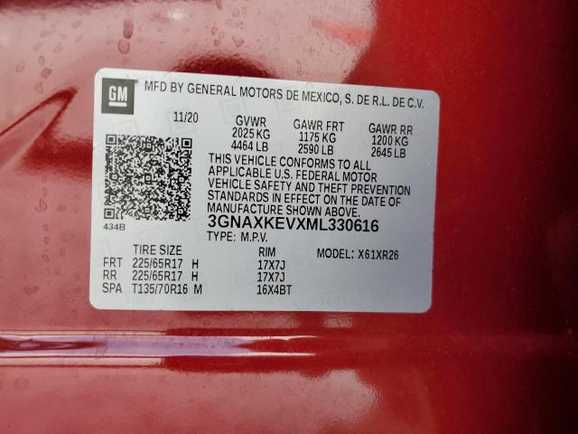 GM
MFD BY GENERAL MOTORS DE MEXICO, S. DE R.L. DE C.V.
11/20 GVWR GAWR FRT GAWR RR
2025 KG 1175 KG 1200 KG
4464 LB 2590 LB 2645 LB
THIS VEHICLE CONFORMS TO ALL
APPLICABLE U.S. FEDERAL MOTOR
VEHICLE SAFETY AND THEFT PREVENTION
STANDARDS IN EFFECT ON THE DATE OF
MANUFACTURE SHOWN ABOVE.
434B 3GNAXKEVXML330616
TYPE: M.P.V. MODEL: X61XR26
TIRE SIZE RIM
FRT 225/65R17 H 17X7J
RR 225/65R17 H 17X7J
SPA T135/70R16 M 16X4BT